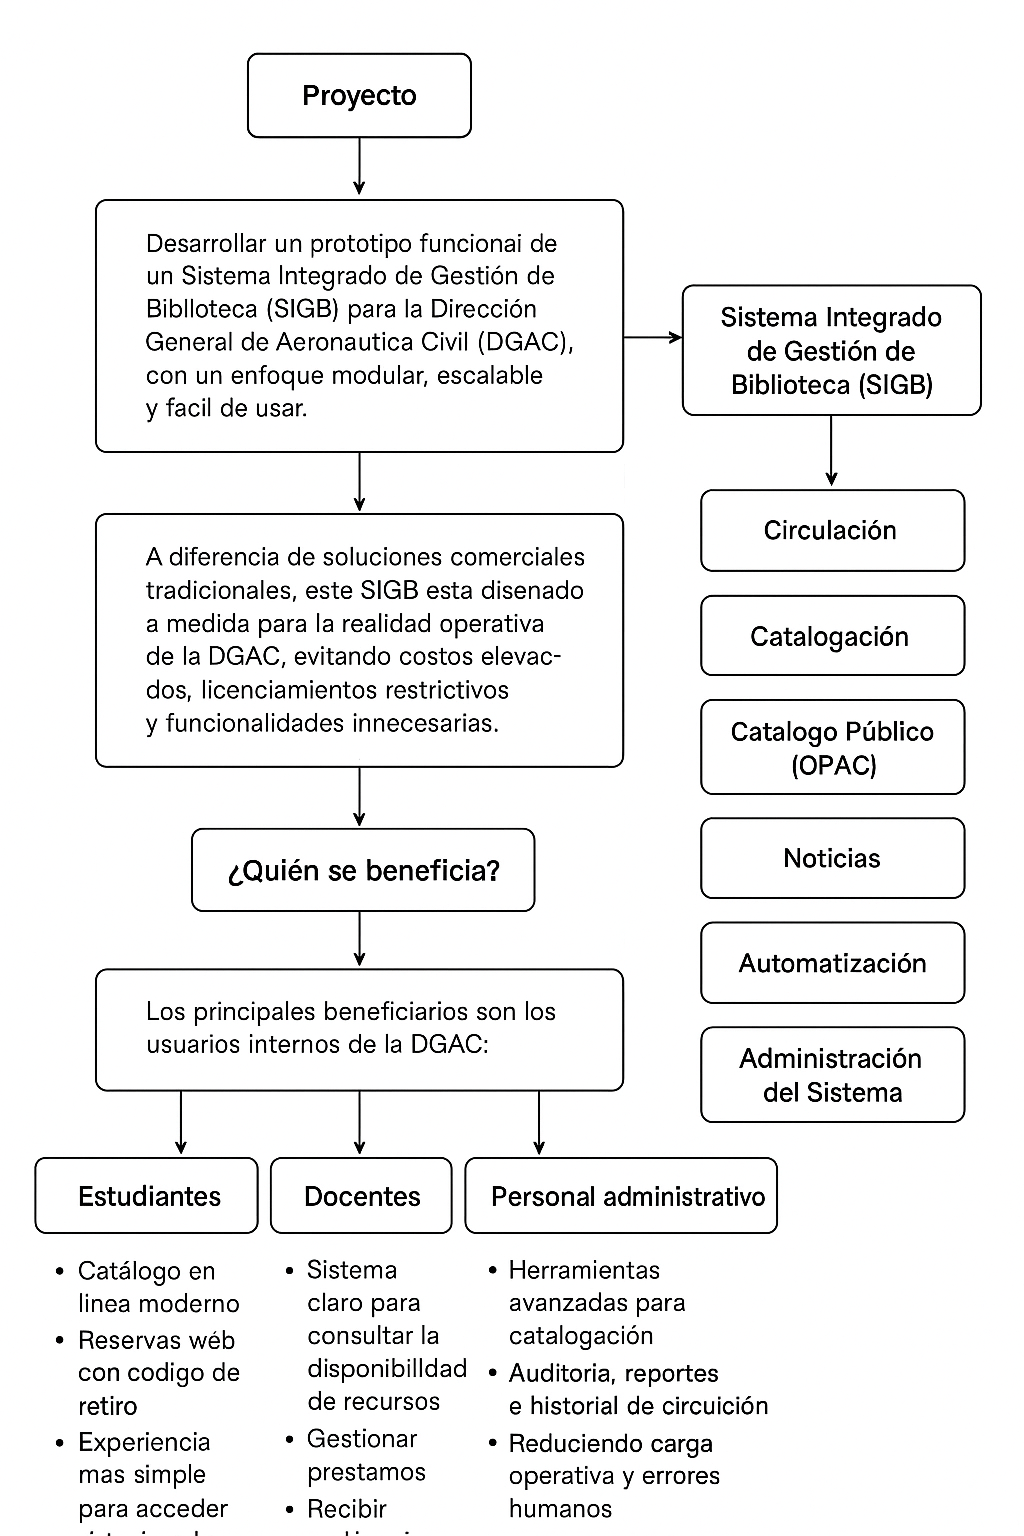 Proyecto
Desarrollar un prototipo funcionai de
un Sistema Integrado de Gestión de
Biblloteca (SIGB) para la Dirección
General de Aeronautica Civil (DGAC),
con un enfoque modular, escalable
y facil de usar.
Sistema Integrado
de Gestión de
Biblioteca (SIGB)
A diferencia de soluciones comerciales
tradicionales, este SIGB esta disenado
a medida para la realidad operativa
de la DGAC, evitando costos elevac-
dos, licenciamientos restrictivos
y funcionalidades innecesarias.
Circulación
Catalogación
Catalogo Público
(OPAC)
Noticias
Automatización
Administración
del Sistema
¿Quién se beneficia?
Los principales beneficiarios son los
usuarios internos de la DGAC:
Estudiantes
• Catálogo en
linea moderno
• Reservas wéb
con codigo de
retiro
• Experiencia
mas simple
para acceder
Docentes
• Sistema
claro para
consultar la
disponibilldad
de recursos
• Gestionar
prestamos
• Recibir
Personal administrativo
• Herramientas
avanzadas para
catalogación
• Auditoria, reportes
e historial de circuición
• Reduciendo carga
operativa y errores
humanos